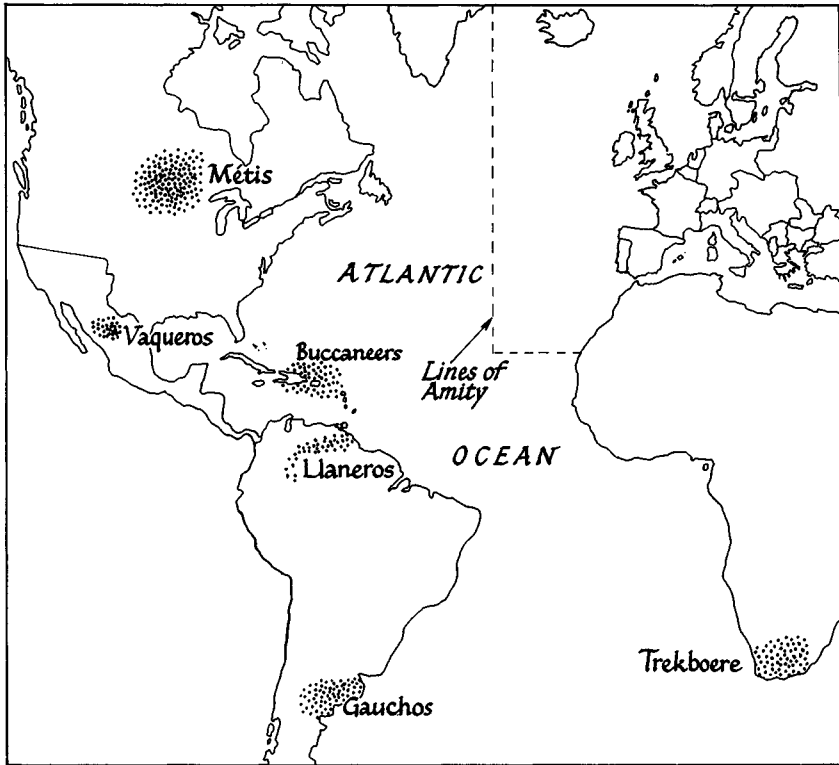 Métis
ATLANTIC
Vaqueros
Buccaneers
Lines of
Amity
OCEAN
Llaneros
Trekboere
Gauchos